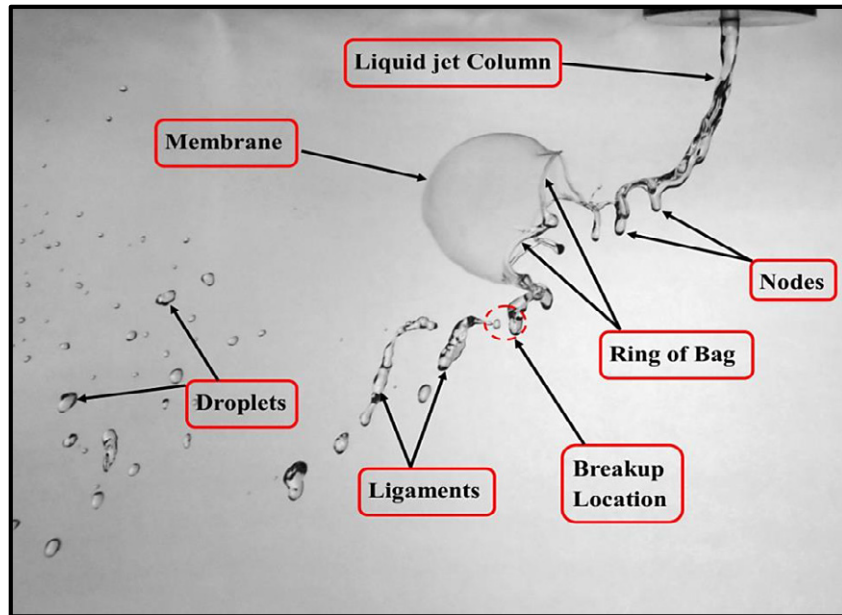 Liquid jet Column
Membrane
Nodes
Ring of Bag
Droplets
Ligaments
Breakup
Location